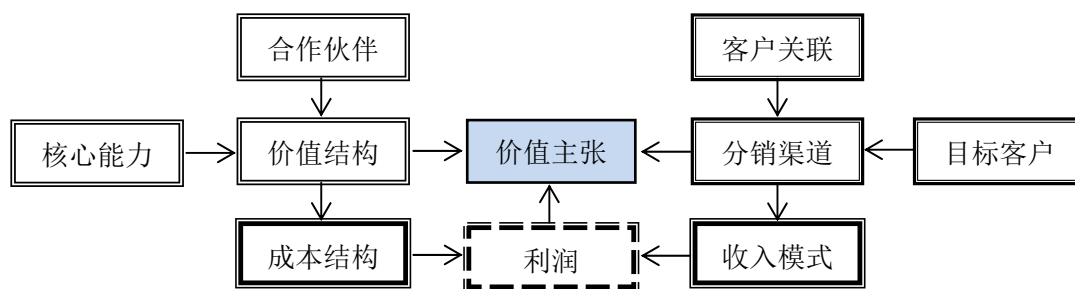 合作伙伴
客户关联
核心能力
价值结构
价值主张
分销渠道
目标客户
成本结构
利润
收入模式